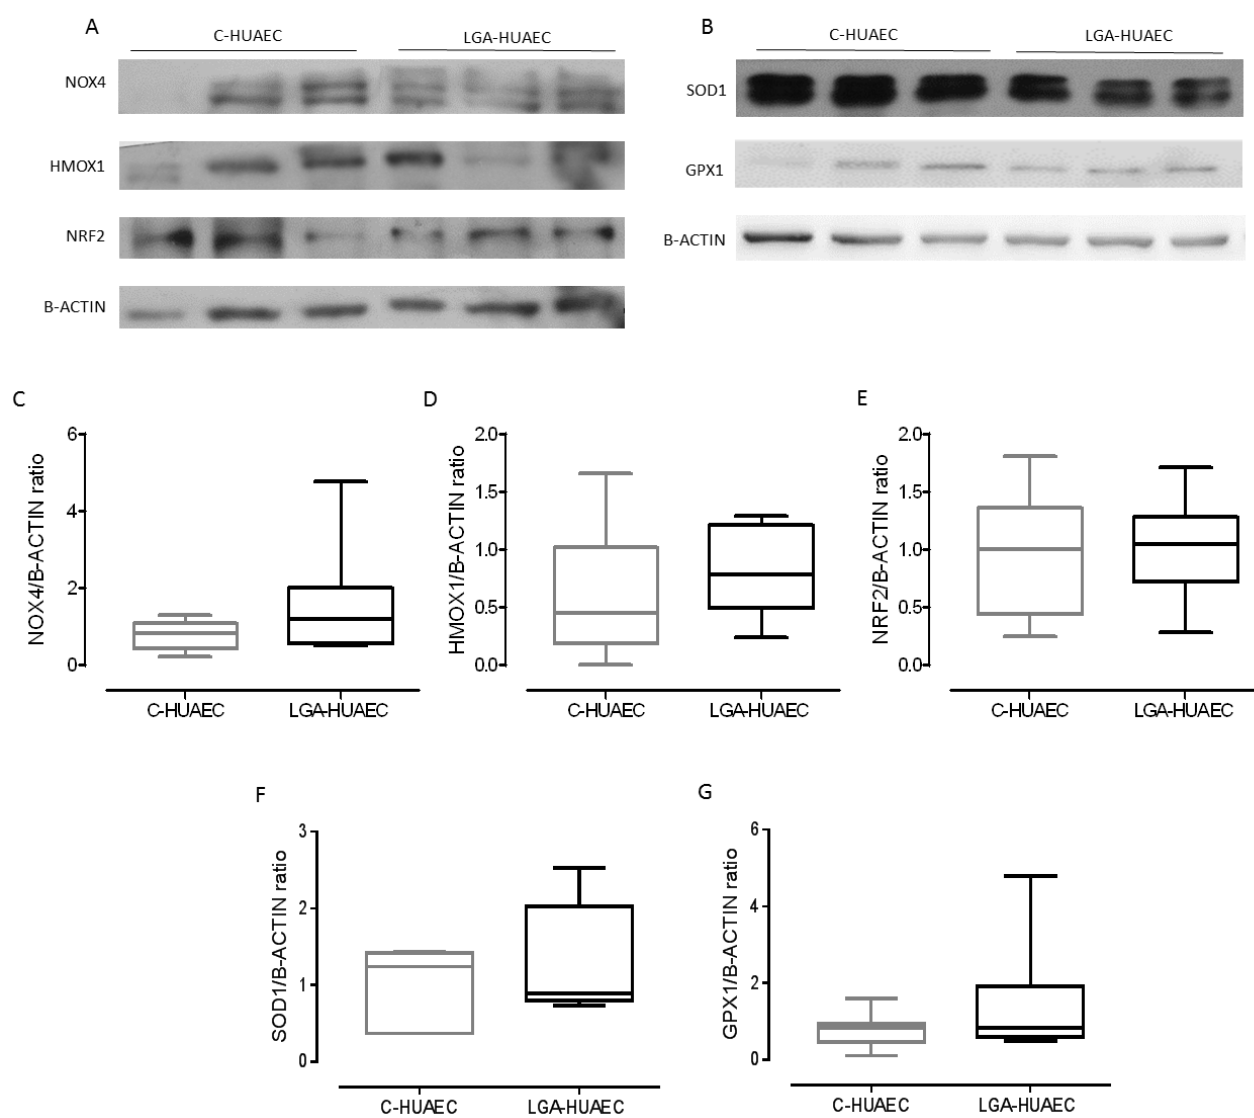 A
C-HUAEC
LGA-HUAEC
NOX4
HMOX1
NRF2
B-ACTIN
B
C-HUAEC
LGA-HUAEC
SOD1
GPX1
B-ACTIN
C
NOX4/B-ACTIN ratio
6
4
2
0
C-HUAEC
LGA-HUAEC
D
HMOX1/B-ACTIN ratio
2.0
1.5
1.0
0.5
0.0
C-HUAEC
LGA-HUAEC
E
NRF2/B-ACTIN ratio
2.0
1.5
1.0
0.5
0.0
C-HUAEC
LGA-HUAEC
F
SOD1/B-ACTIN ratio
3
2
1
0
C-HUAEC
LGA-HUAEC
G
GPX1/B-ACTIN ratio
6
4
2
0
C-HUAEC
LGA-HUAEC